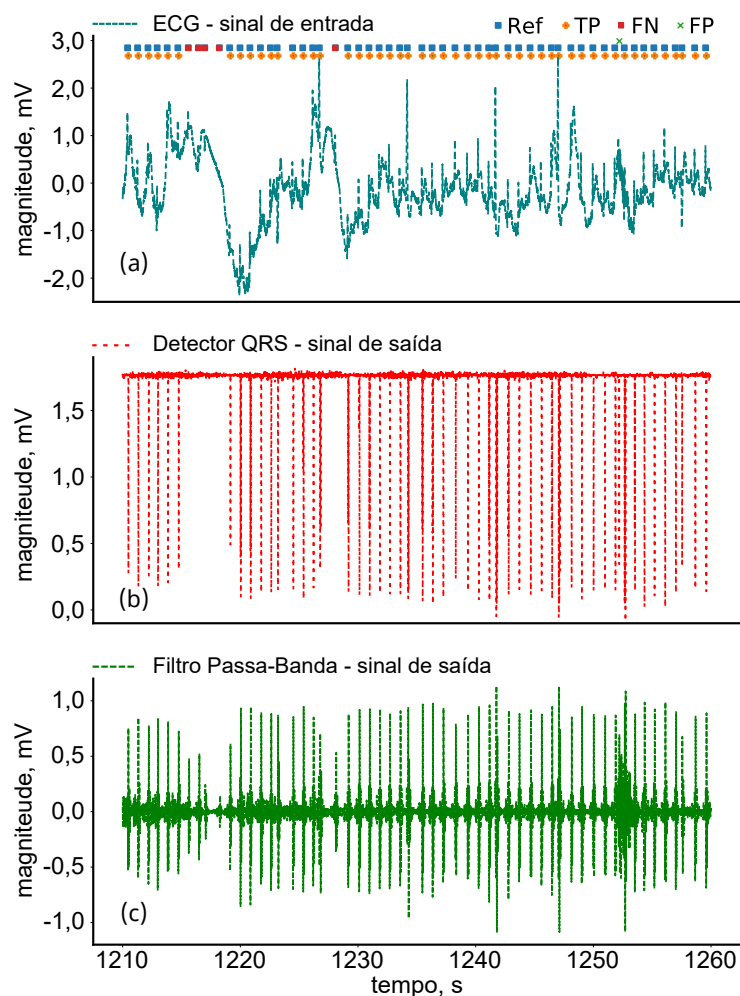 ECG - sinal de entrada
Ref TP FN FP
3,0
2,0
1,0
0,0
-1,0
-2,0
magniteude, mV
(a)
Detector QRS - sinal de saída
1,5
1,0
0,5
0,0
magniteude, mV
(b)
Filtro Passa-Banda - sinal de saída
1,0
0,5
0,0
-0,5
-1,0
magniteude, mV
(c)
1210 1220 1230 1240 1250 1260
tempo, s